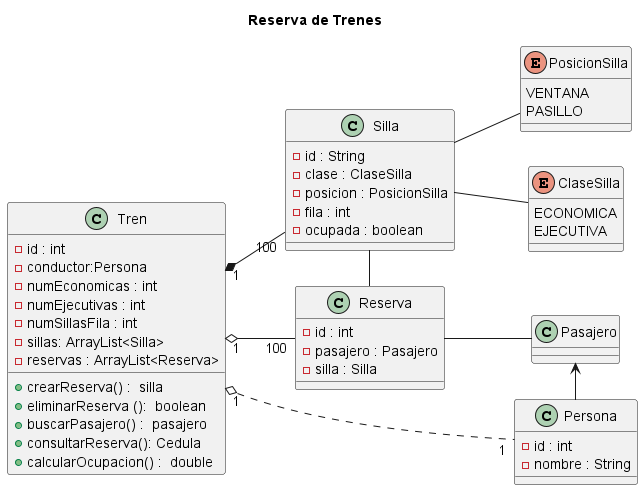 Reserva de Trenes
E PosicionSilla
VENTANA
PASILLO
C Silla
id : String
clase : ClaseSilla
posicion : PosicionSilla
fila : int
ocupada : boolean
E ClaseSilla
ECONOMICA
EJECUTIVA
C Tren
id : int
conductor:Persona
numEconomicas : int
numEjecutivas : int
numSillasFila : int
sillas: ArrayList<Silla>
reservas : ArrayList<Reserva>
crearReserva() :  silla
eliminarReserva ():  boolean
buscarPasajero() :  pasajero
consultarReserva(): Cedula
calcularOcupacion() :  double
100
1
C Reserva
id : int
pasajero : Pasajero
silla : Silla
1
100
C Pasajero
1
1
C Persona
id : int
nombre : String